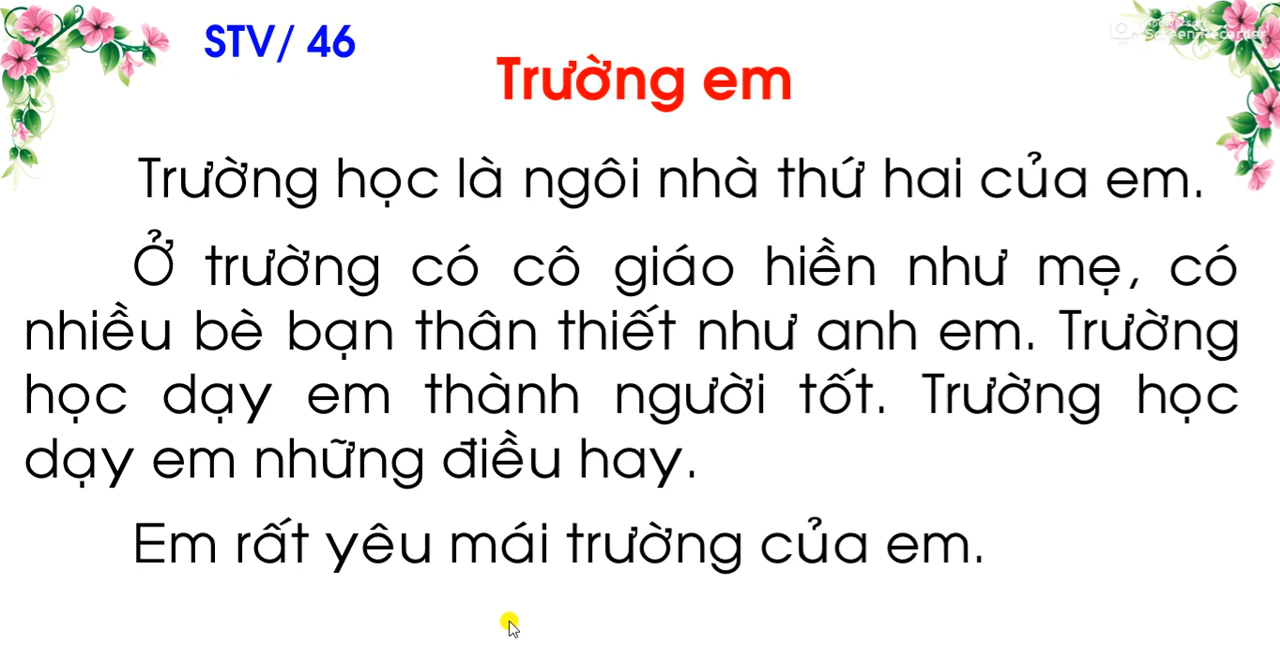 STV/ 46
Trường em
Trường học là ngôi nhà thứ hai của em.
Ở trường có cô giáo hiền như mẹ, có
nhiều bè bạn thân thiết như anh em. Trường
học dạy em thành người tốt. Trường học
dạy em những điều hay.
Em rất yêu mái trường của em.
Screen Recorder